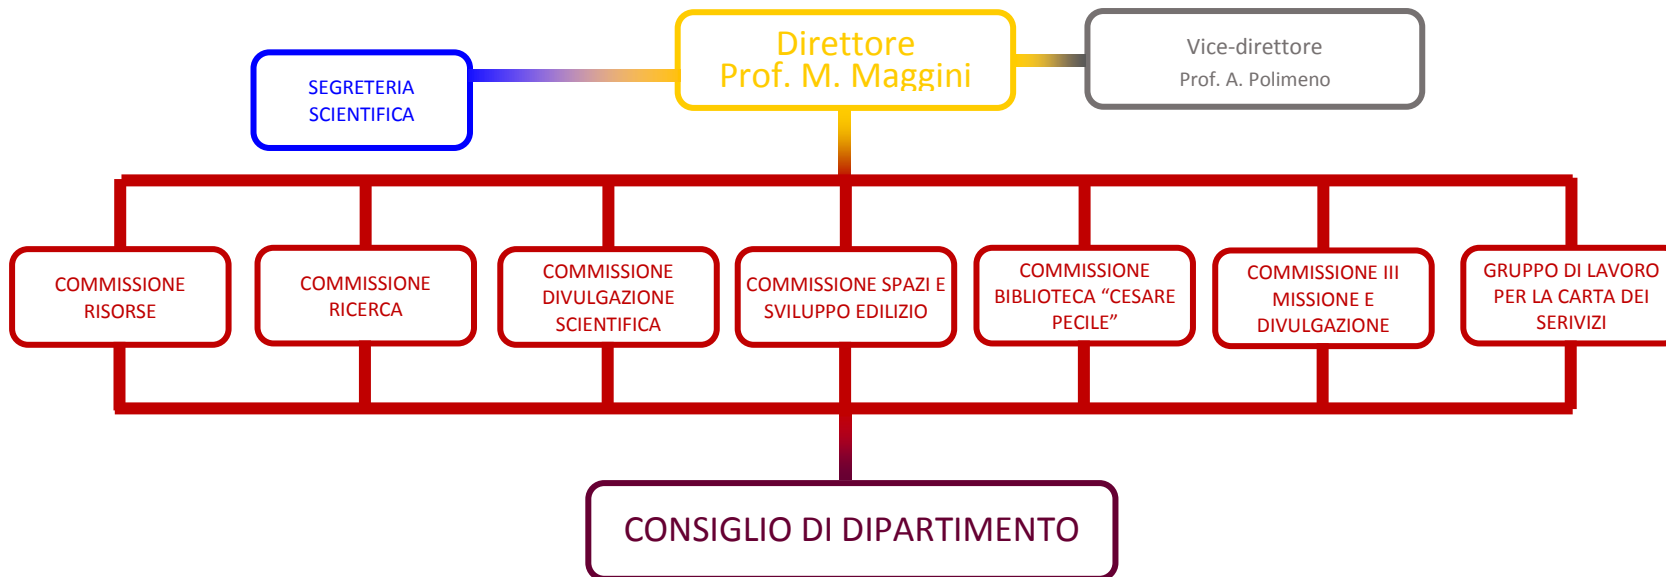 Direttore
Prof. M. Maggini
Vice-direttore
Prof. A. Polimeno
SEGRETERIA
SCIENTIFICA
COMMISSIONE
RISORSE
COMMISSIONE
RICERCA
COMMISSIONE
DIVULGAZIONE
SCIENTIFICA
COMMISSIONE SPAZI E
SVILUPPO EDILIZIO
COMMISSIONE
BIBLIOTECA “CESARE
PECILE”
COMMISSIONE III
MISSIONE E
DIVULGAZIONE
GRUPPO DI LAVORO
PER LA CARTA DEI
SERIVIZI
CONSIGLIO DI DIPARTIMENTO